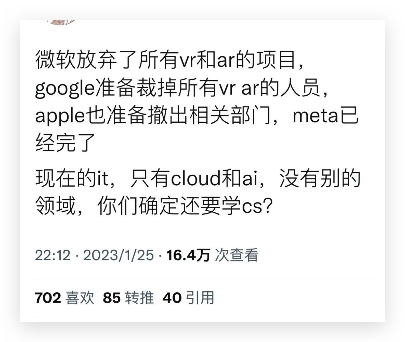 微软放弃了所有vr和ar的项目，
google准备裁掉所有vr ar的人员，
apple也准备撤出相关部门，meta已
经完了
现在的it，只有cloud和ai，没有别的
领域，你们确定还要学cs？
22:12 · 2023/1/25 · 16.4万 次查看
702 喜欢 85 转推 40 引用